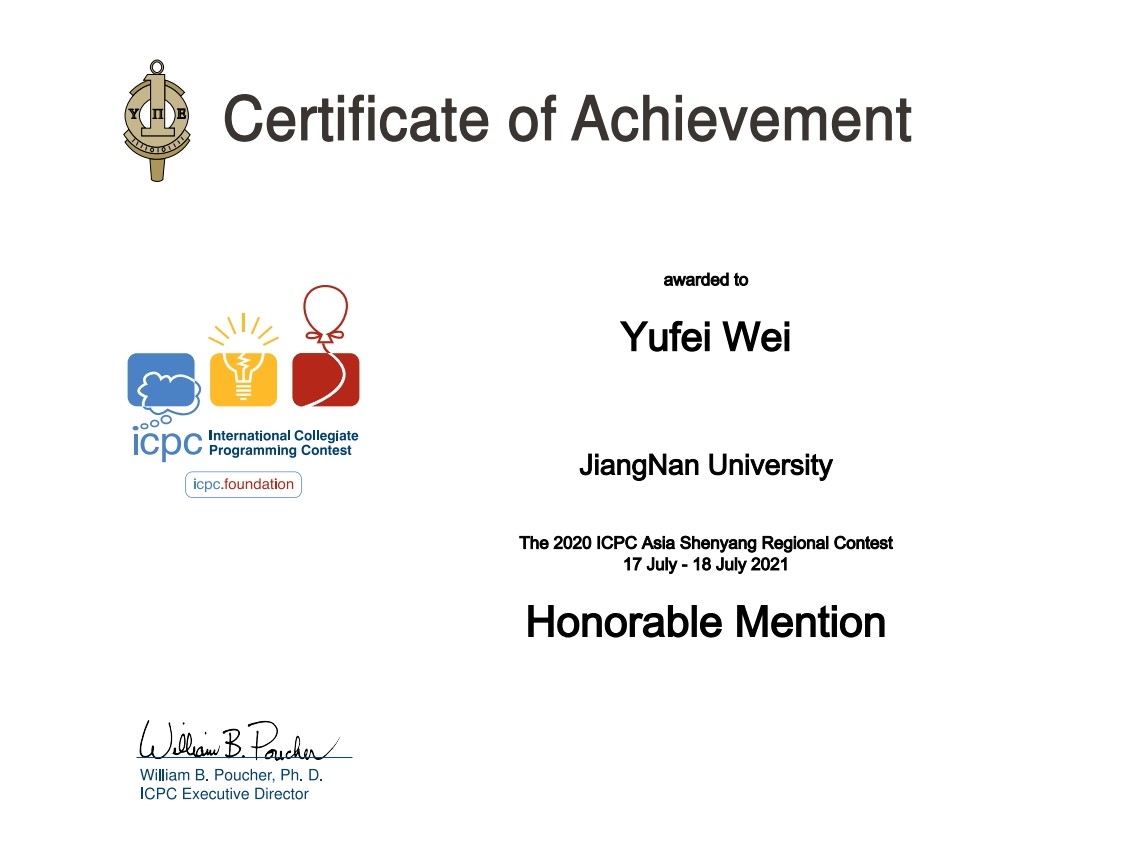 Υ Π Ε
Certificate of Achievement
awarded to
Yufei Wei
icpc International Collegiate
Programming Contest
icpc.foundation
JiangNan University
The 2020 ICPC Asia Shenyang Regional Contest
17 July - 18 July 2021
Honorable Mention
William B. Poucher
William B. Poucher, Ph. D.
ICPC Executive Director